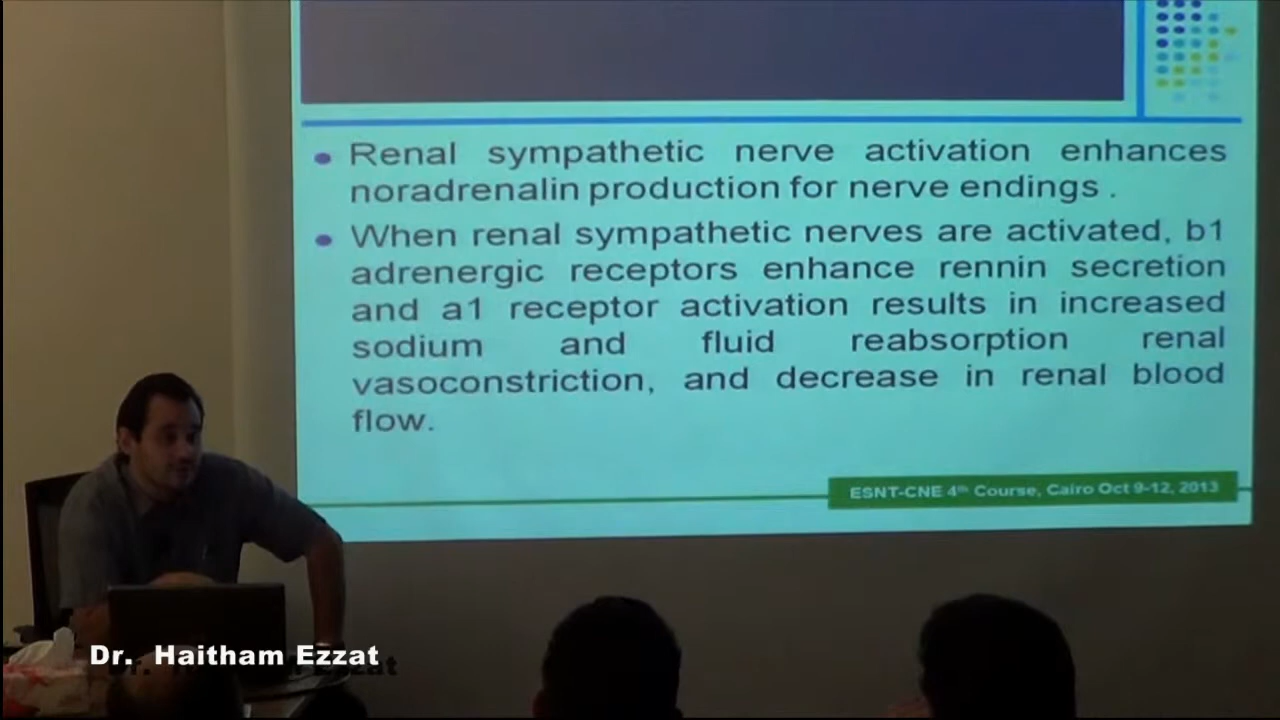 Renal sympathetic nerve activation enhances
noradrenalin production for nerve endings .
When renal sympathetic nerves are activated, b1
adrenergic receptors enhance rennin secretion
and a1 receptor activation results in increased
sodium and fluid reabsorption renal
vasoconstriction, and decrease in renal blood
flow.
ESNT-CNE 4th Course, Cairo Oct 9-12, 2013
Dr. Haitham Ezzat